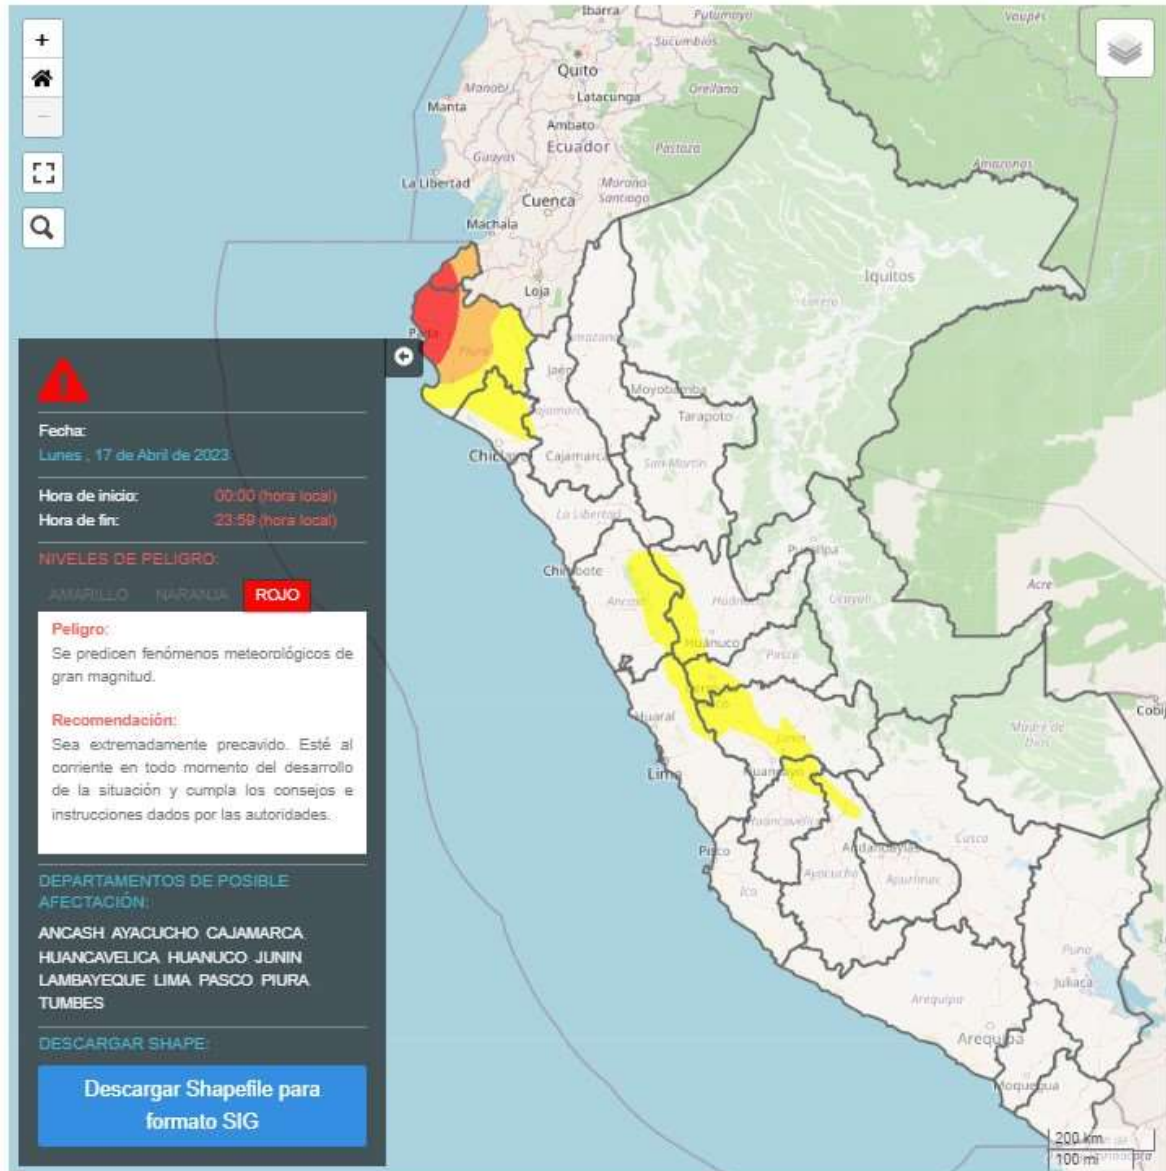 +
−
Fecha:
Lunes , 17 de Abril de 2023
Hora de inicio: 00:00 (hora local)
Hora de fin: 23:59 (hora local)
NIVELES DE PELIGRO:
AMARILLO NARANJA ROJO
Peligro:
Se predicen fenómenos meteorológicos de
gran magnitud.
Recomendación:
Sea extremadamente precavido. Esté al
corriente en todo momento del desarrollo
de la situación y cumpla los consejos e
instrucciones dados por las autoridades.
DEPARTAMENTOS DE POSIBLE
AFECTACIÓN:
ANCASH AYACUCHO CAJAMARCA
HUANCAVELICA HUANUCO JUNIN
LAMBAYEQUE LIMA PASCO PIURA
TUMBES
DESCARGAR SHAPE:
Descargar Shapefile para
formato SIG
Ibarra
Putumayo
Vaupés
Sucumbíos
Quito
Manabí
Latacunga
Orellana
Manta
Ambato
Ecuador
Pastaza
Guayas
Amazonas
La Libertad
Morona
Santiago
Cuenca
Machala
Iquitos
Loja
Loreto
Piura
Jaén
Moyobamba
Tarapoto
Cajamarca
San Martín
La Libertad
Pucallpa
Ancash
Huánuco
Ucayali
Acre
Huánuco
Pasco
Huaral
Junín
Madre de
Dios
Cobij
Lima
Huancayo
Huancavelica
Cusco
Pisco
Andahuaylas
Ica
Ayacucho
Apurímac
Puno
Juliaca
Arequipa
Arequipa
Moquegua
200 km
100 mi